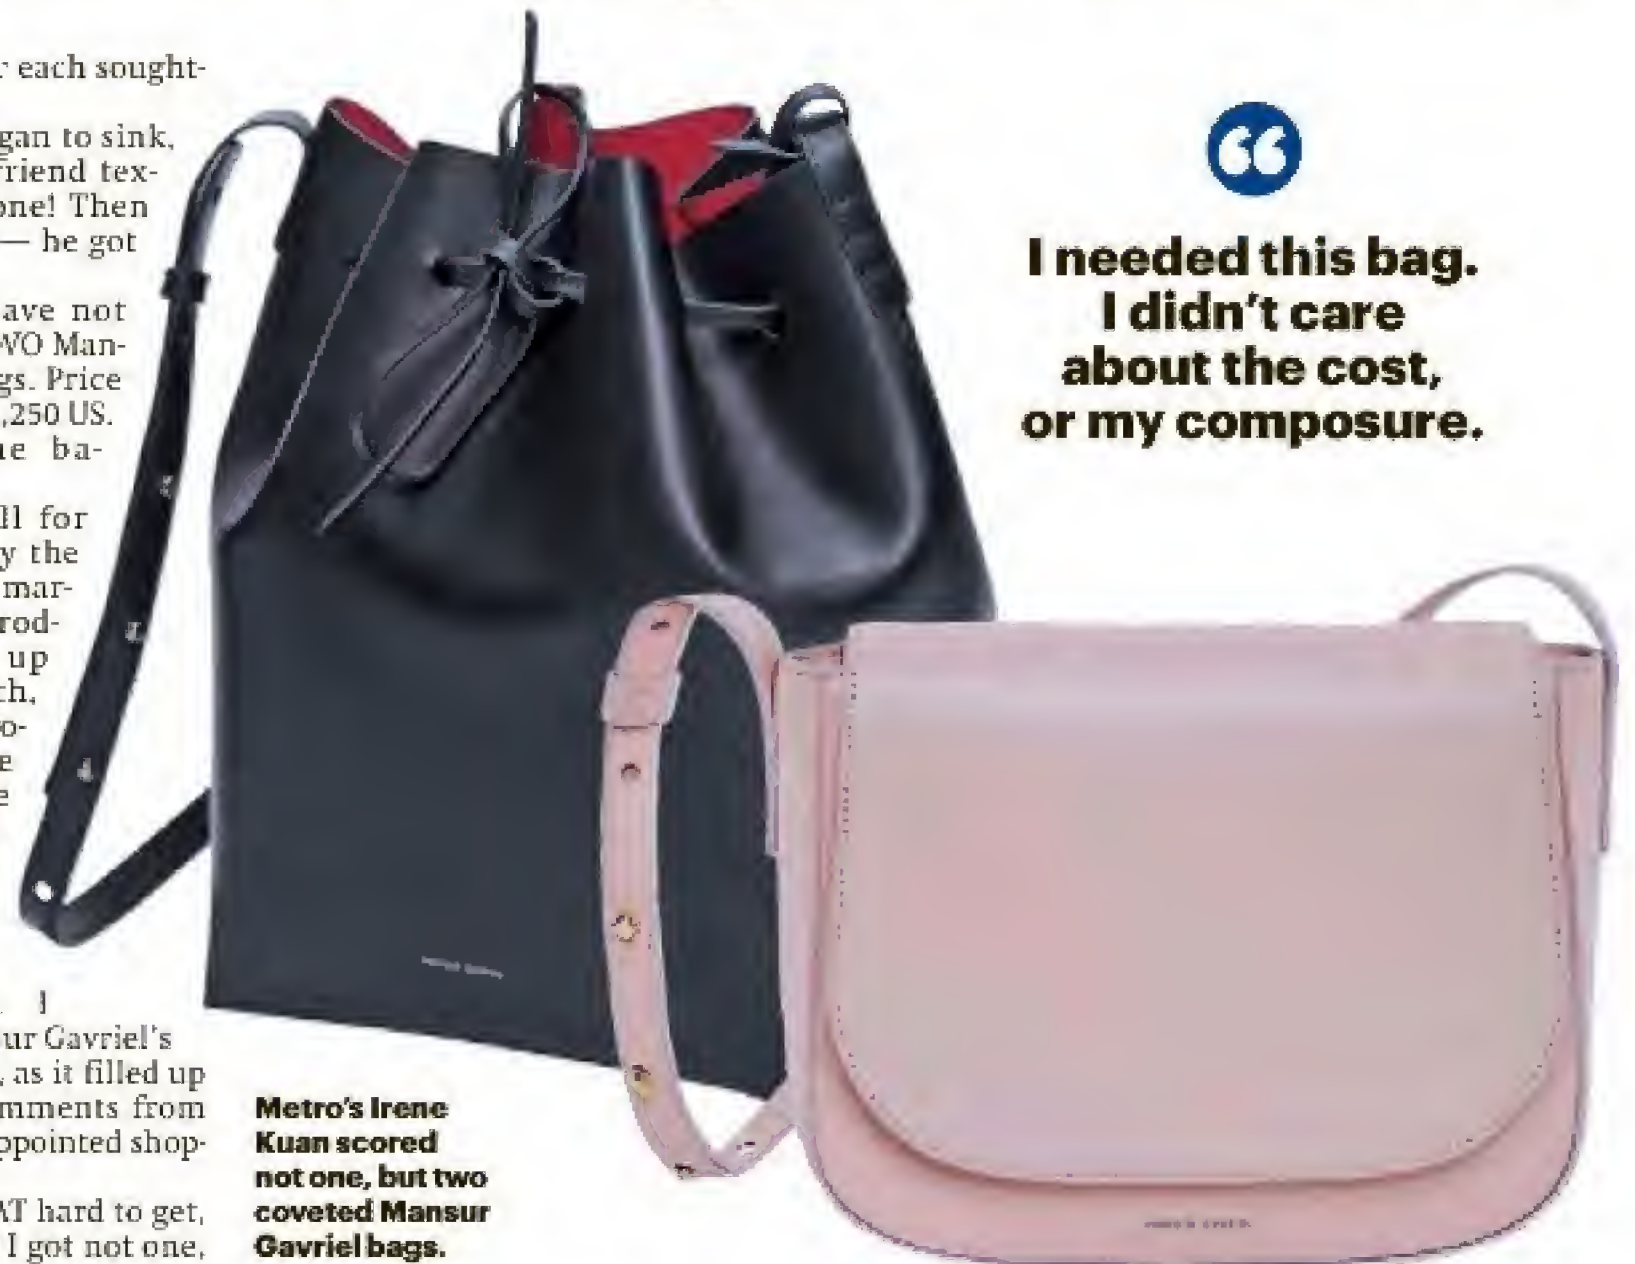 each sought-
gan to sink,
friend tex-
one! Then
— he got
ave not
WO Man-
gs. Price
,250 US.
ne ba-
ll for
y the
mar-
rod-
up
th,
o-
e
e
sur Gavriel's
, as it filled up
mments from
ppointed shop-
AT hard to get,
I got not one,
“
I needed this bag.
I didn't care
about the cost,
or my composure.
Metro's Irene
Kuan scored
not one, but two
coveted Mansur
Gavriel bags.